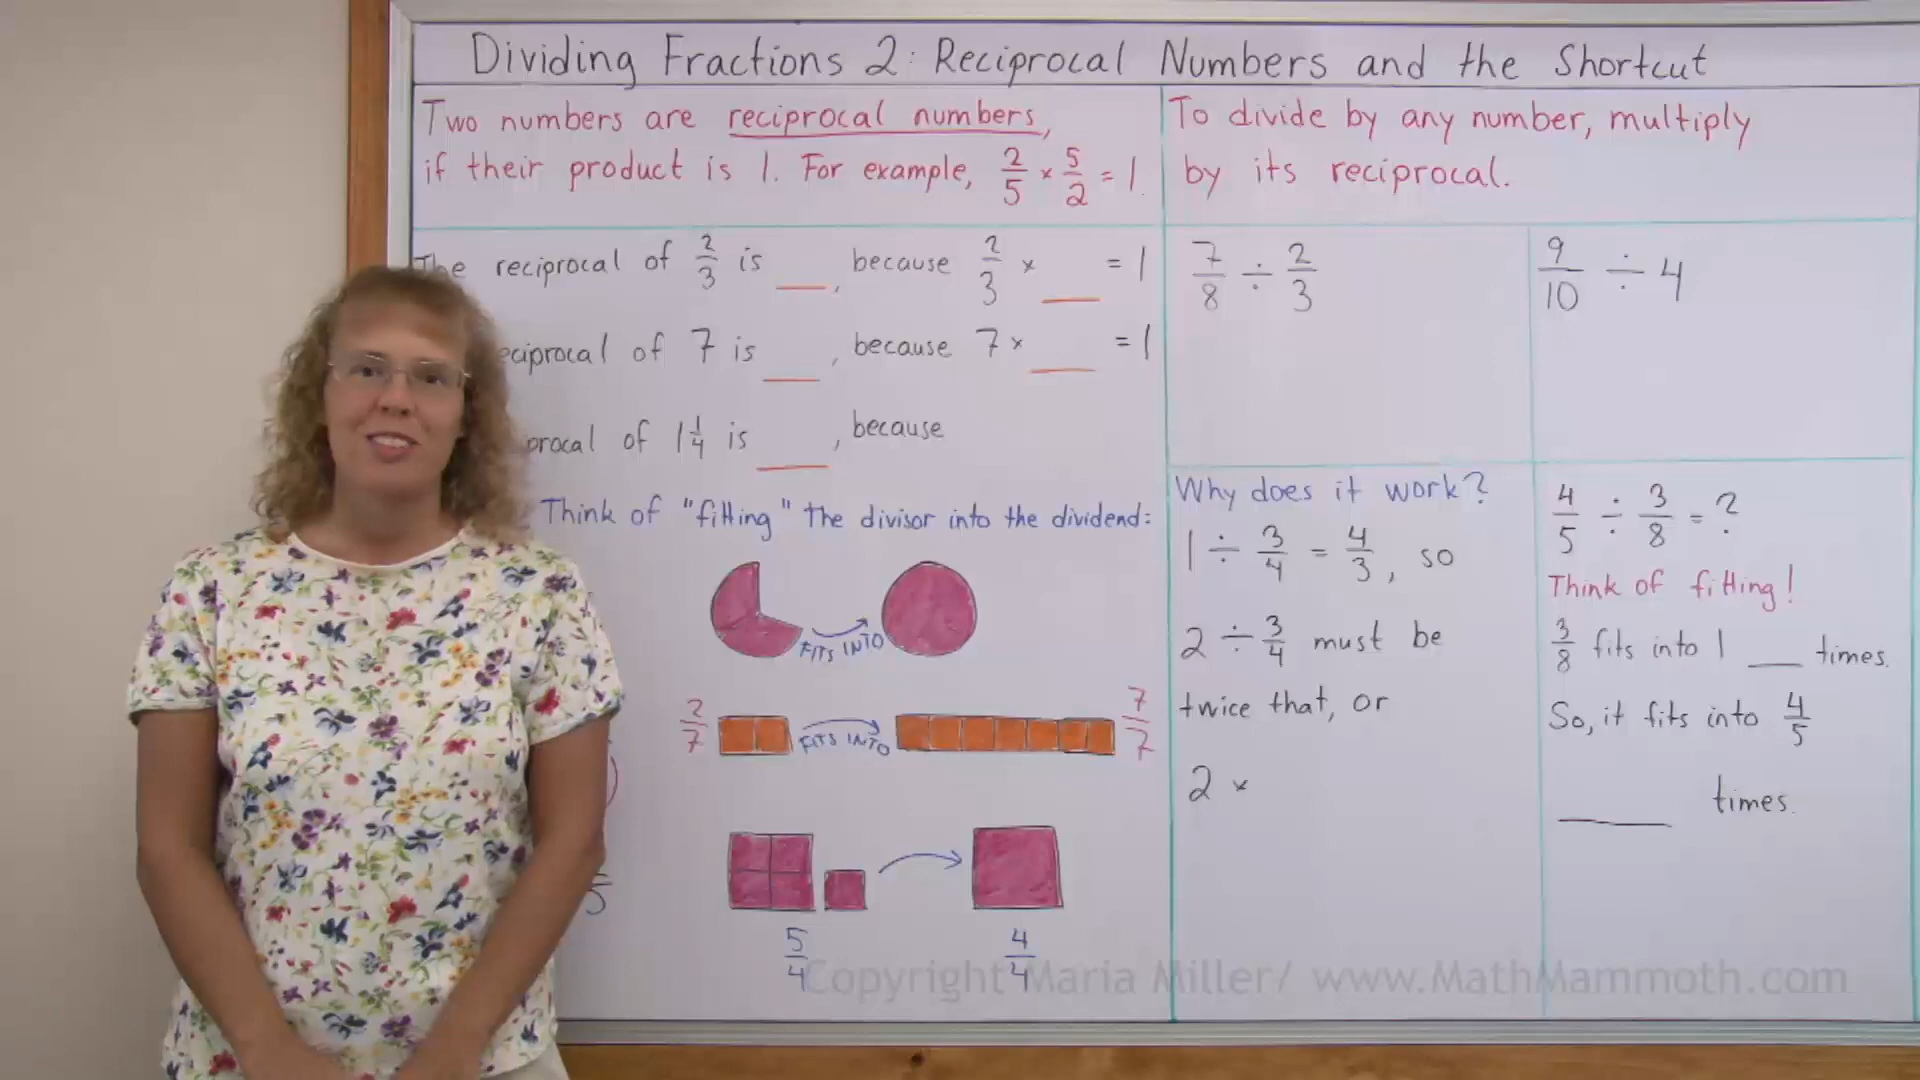 Dividing Fractions 2: Reciprocal Numbers and the Shortcut
Two numbers are reciprocal numbers,
if their product is 1. For example, 2/5 × 5/2 = 1
To divide by any number, multiply
by its reciprocal.
The reciprocal of 2/3 is ___, because 2/3 × ___ = 1
reciprocal of 7 is ___, because 7 × ___ = 1
procal of 1 1/4 is ___, because
Think of "fitting" the divisor into the dividend:
FITS INTO
2/7 FITS INTO 7/7
5/4 4/4
7/8 ÷ 2/3
9/10 ÷ 4
Why does it work?
1 ÷ 3/4 = 4/3, so
2 ÷ 3/4 must be
twice that, or
2 ×
4/5 ÷ 3/8 = ?
Think of fitting!
3/8 fits into 1 ___ times.
So, it fits into 4/5
___ times.
Copyright Maria Miller/ www.MathMammoth.com